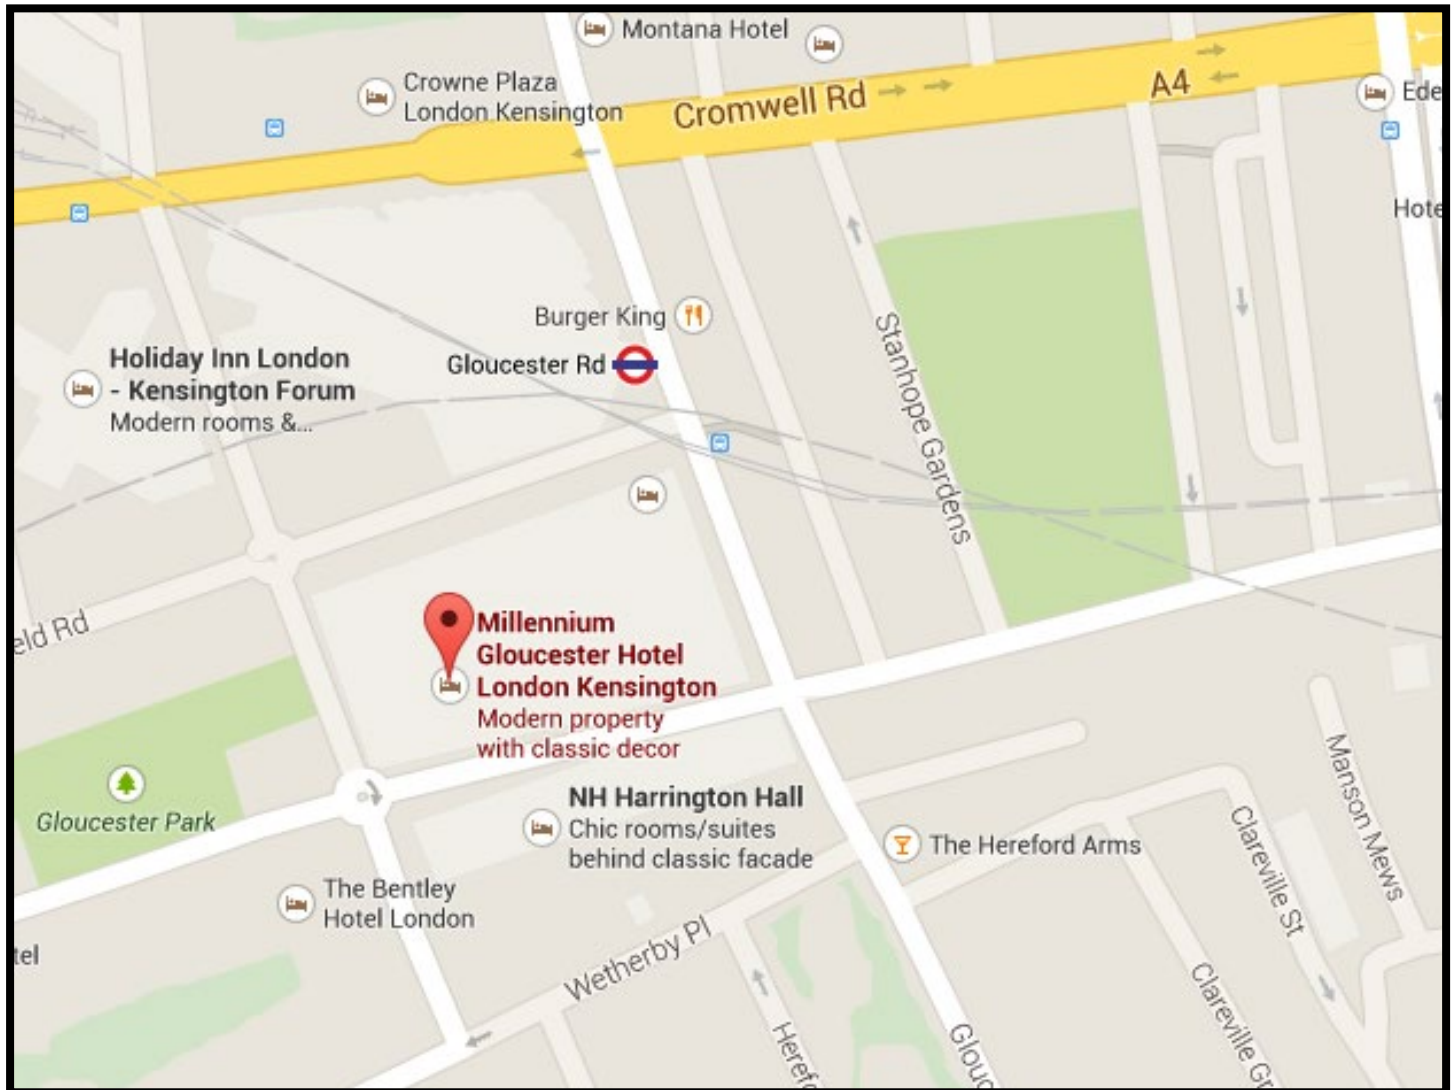 Montana Hotel
Crowne Plaza
London Kensington
Cromwell Rd
A4
Ede
Hote
Burger King
Gloucester Rd
Holiday Inn London
- Kensington Forum
Modern rooms &...
Stanhope Gardens
eld Rd
Millennium
Gloucester Hotel
London Kensington
Modern property
with classic decor
Gloucester Park
NH Harrington Hall
Chic rooms/suites
behind classic facade
The Hereford Arms
Manson Mews
Clareville St
The Bentley
Hotel London
tel
Wetherby Pl
Clareville G
Heref
Glouc